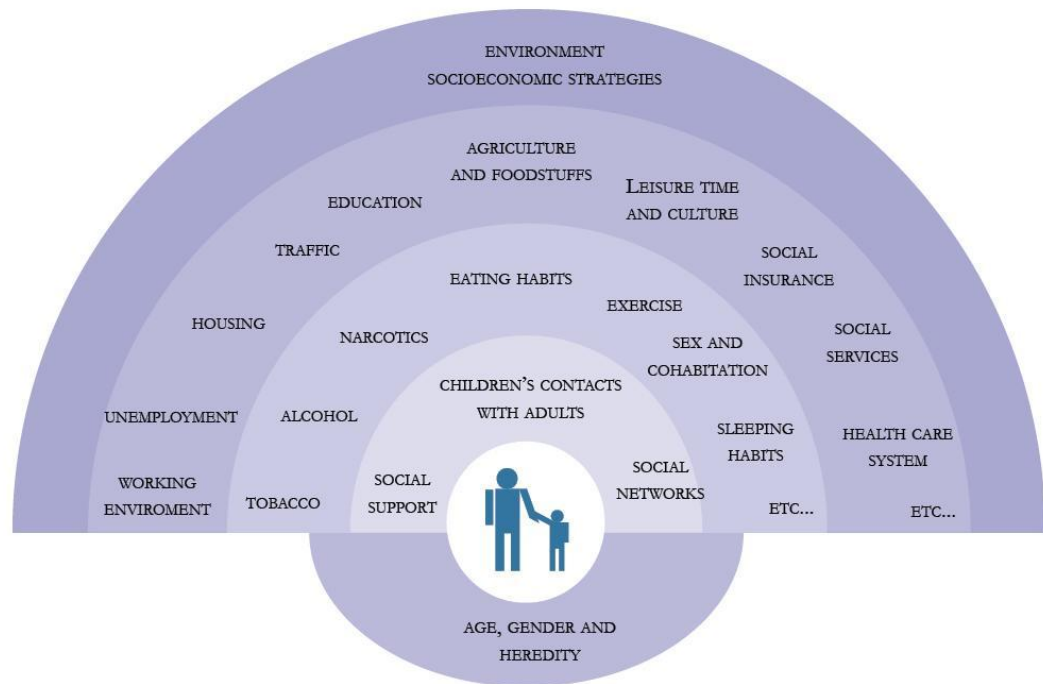 ENVIRONMENT
SOCIOECONOMIC STRATEGIES
AGRICULTURE
AND FOODSTUFFS
LEISURE TIME
AND CULTURE
EDUCATION
TRAFFIC
SOCIAL
INSURANCE
HOUSING
SOCIAL
SERVICES
UNEMPLOYMENT
HEALTH CARE
SYSTEM
WORKING
ENVIROMENT
ETC...
EATING HABITS
EXERCISE
NARCOTICS
SEX AND
COHABITATION
ALCOHOL
SLEEPING
HABITS
TOBACCO
ETC...
CHILDREN'S CONTACTS
WITH ADULTS
SOCIAL
SUPPORT
SOCIAL
NETWORKS
AGE, GENDER AND
HEREDITY